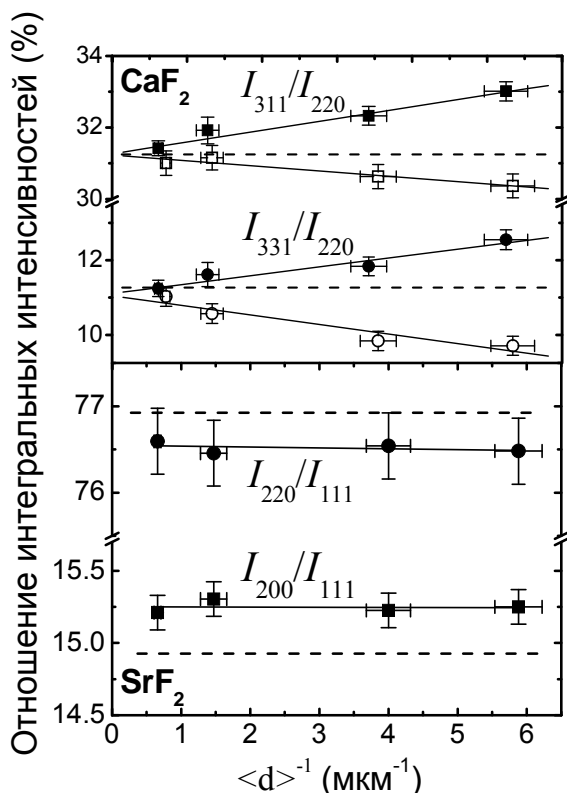 Отношение интегральных интенсивностей (%)
34
CaF₂
I₃₁₁/I₂₂₀
32
30
I₃₃₁/I₂₂₀
12
10
77
76
I₂₂₀/I₁₁₁
15.5
I₂₀₀/I₁₁₁
15.0
SrF₂
14.5
0 1 2 3 4 5 6
<d>⁻¹ (мкм⁻¹)